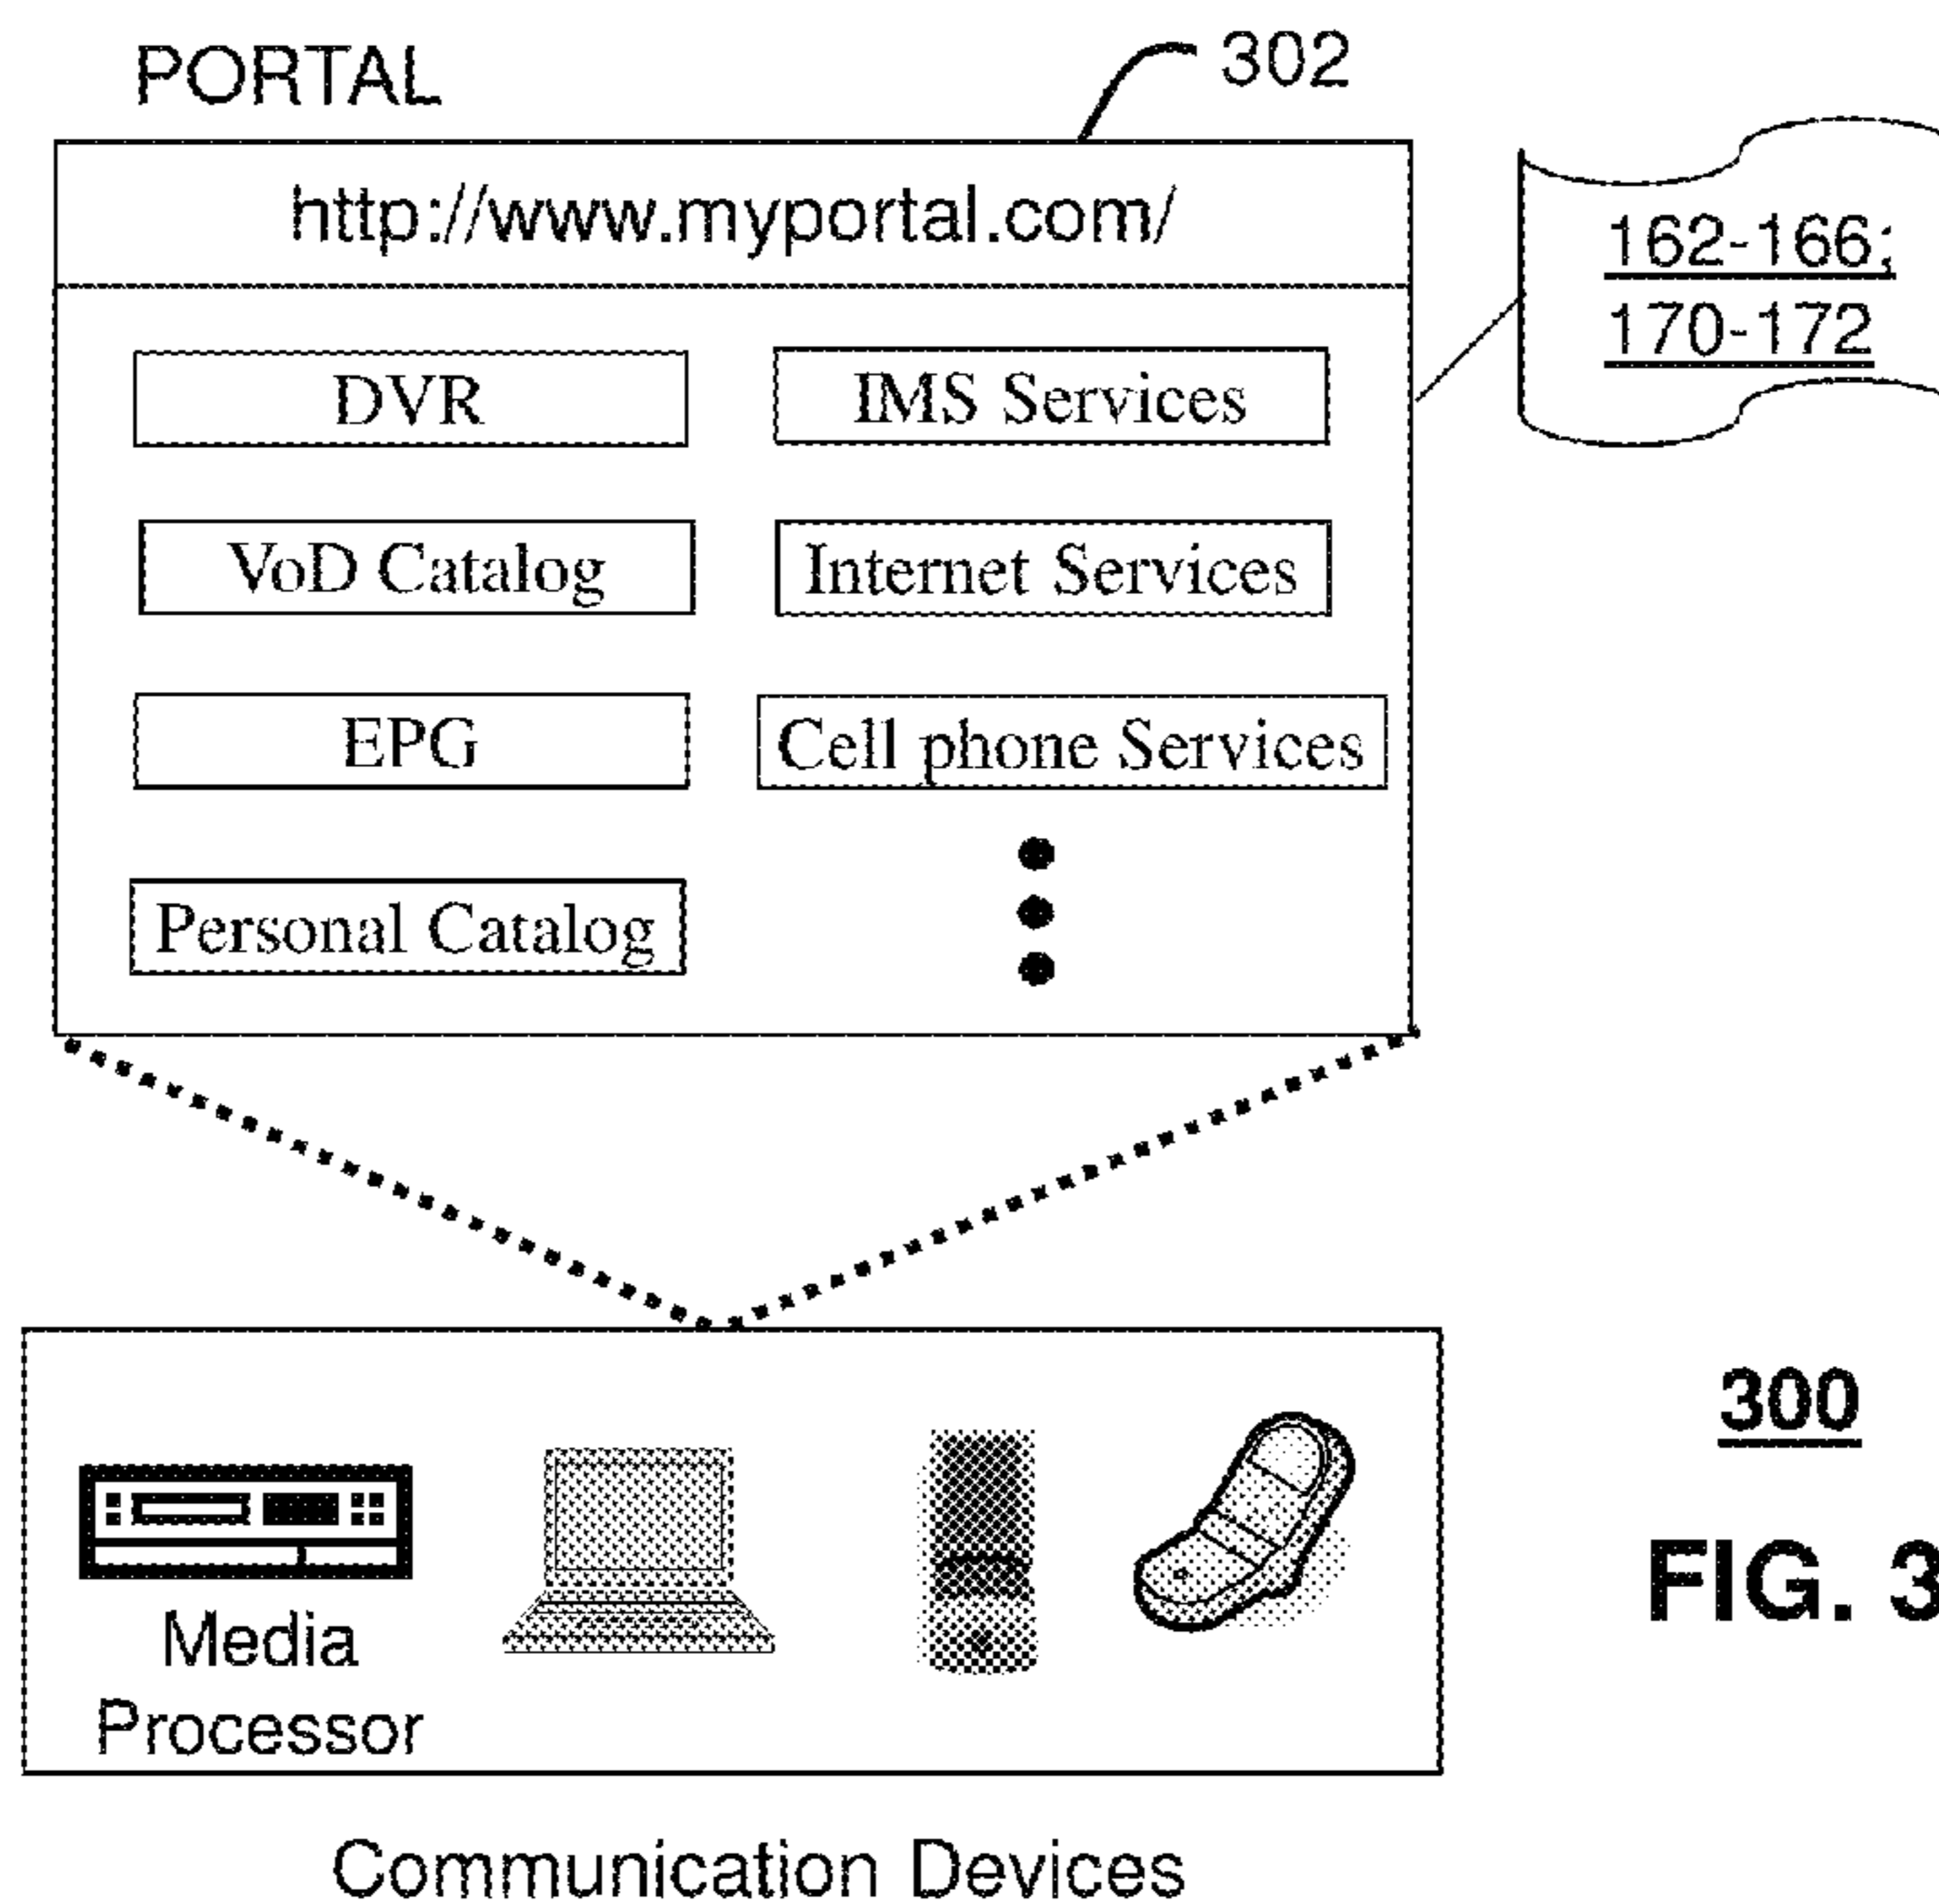 PORTAL
302
http://www.myportal.com/
162-166;
170-172
DVR
IMS Services
VoD Catalog
Internet Services
EPG
Cell phone Services
Personal Catalog
300
FIG. 3
Media
Processor
Communication Devices